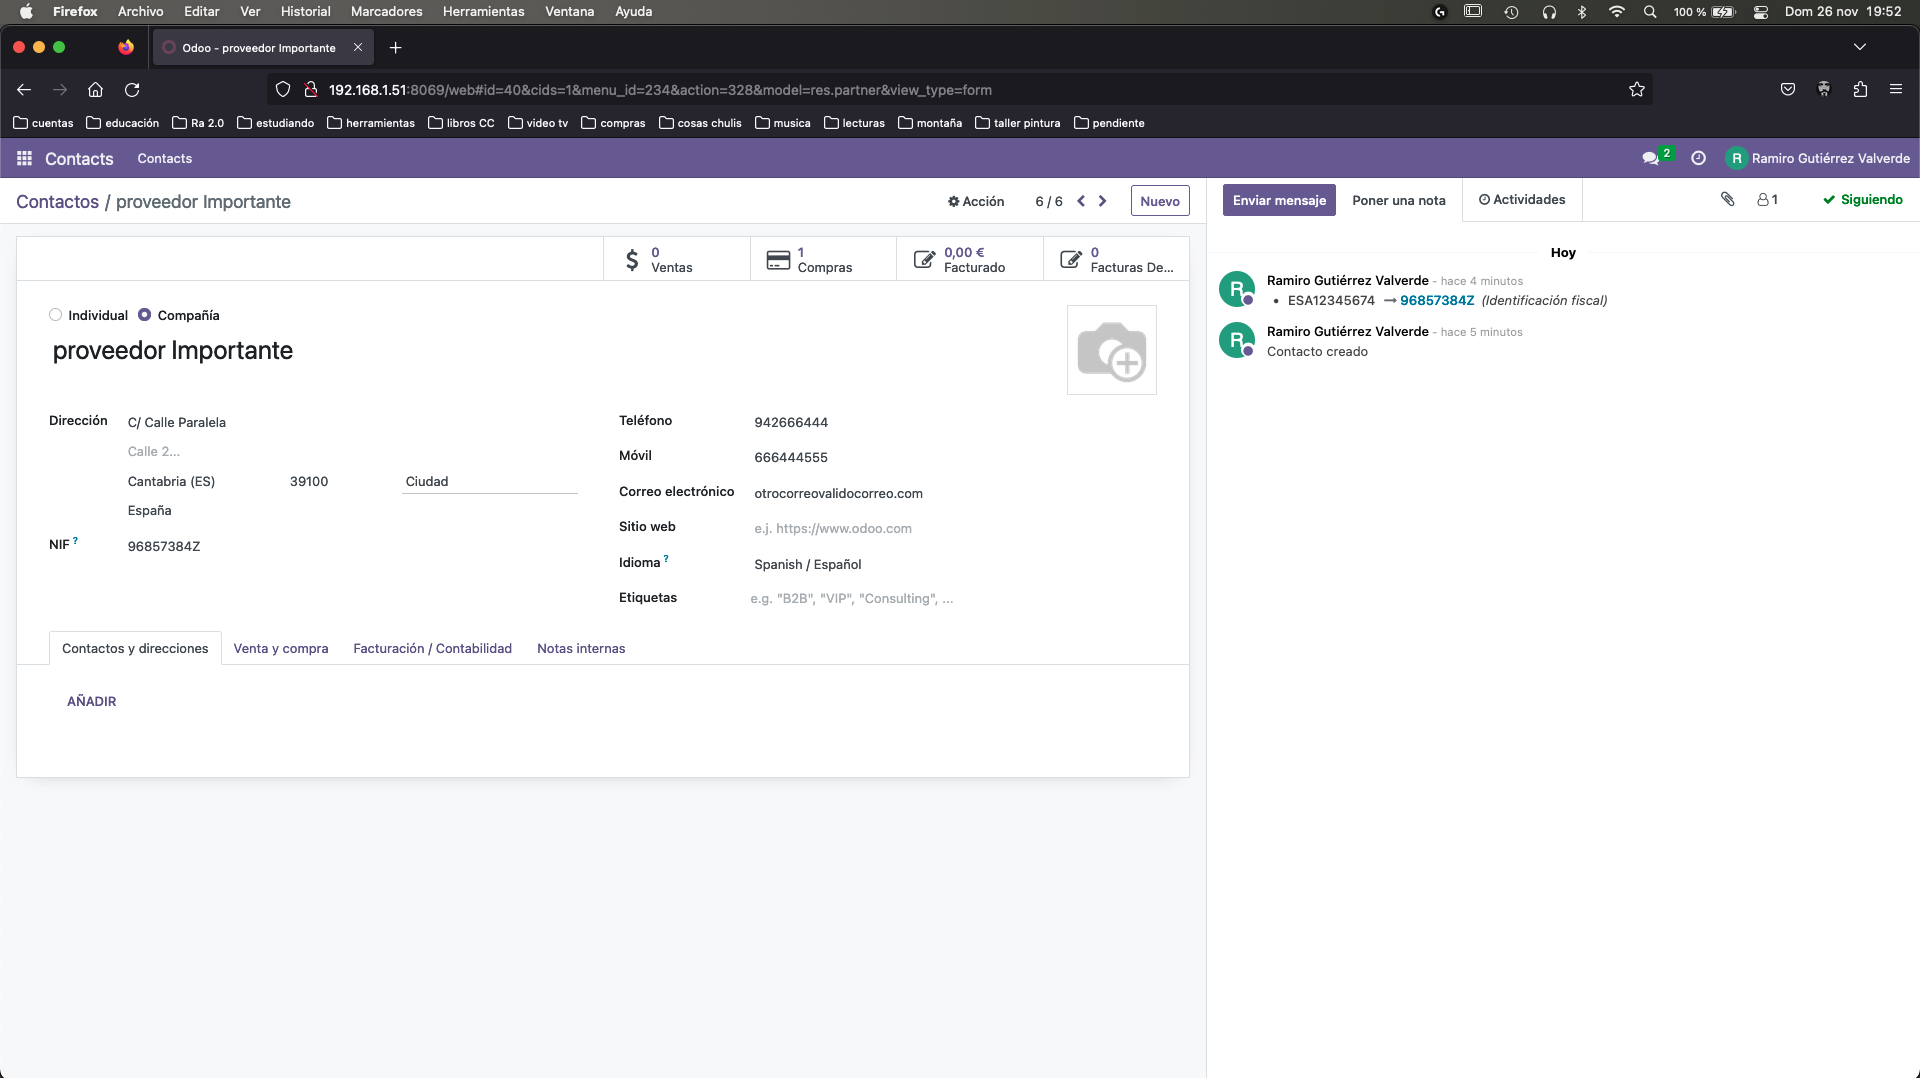 Firefox Archivo Editar Ver Historial Marcadores Herramientas Ventana Ayuda 100 % Dom 26 nov 19:52
Odoo - proveedor Importante
192.168.1.51:8069/web#id=40&cids=1&menu_id=234&action=328&model=res.partner&view_type=form
cuentas educación Ra 2.0 estudiando herramientas libros CC video tv compras cosas chulis musica lecturas montaña taller pintura pendiente
Contacts Contacts 2 R Ramiro Gutiérrez Valverde
Contactos / proveedor Importante Acción 6 / 6 Nuevo
Enviar mensaje Poner una nota Actividades 1 Siguiendo
0 Ventas
1 Compras
0,00 € Facturado
0 Facturas De...
Individual Compañía
proveedor Importante
Dirección C/ Calle Paralela
Calle 2...
Cantabria (ES) 39100 Ciudad
España
NIF ? 96857384Z
Teléfono 942666444
Móvil 666444555
Correo electrónico otrocorreovalidocorreo.com
Sitio web e.j. https://www.odoo.com
Idioma ? Spanish / Español
Etiquetas e.g. "B2B", "VIP", "Consulting", ...
Contactos y direcciones Venta y compra Facturación / Contabilidad Notas internas
AÑADIR
Hoy
R Ramiro Gutiérrez Valverde - hace 4 minutos
• ESA12345674 → 96857384Z (Identificación fiscal)
R Ramiro Gutiérrez Valverde - hace 5 minutos
Contacto creado